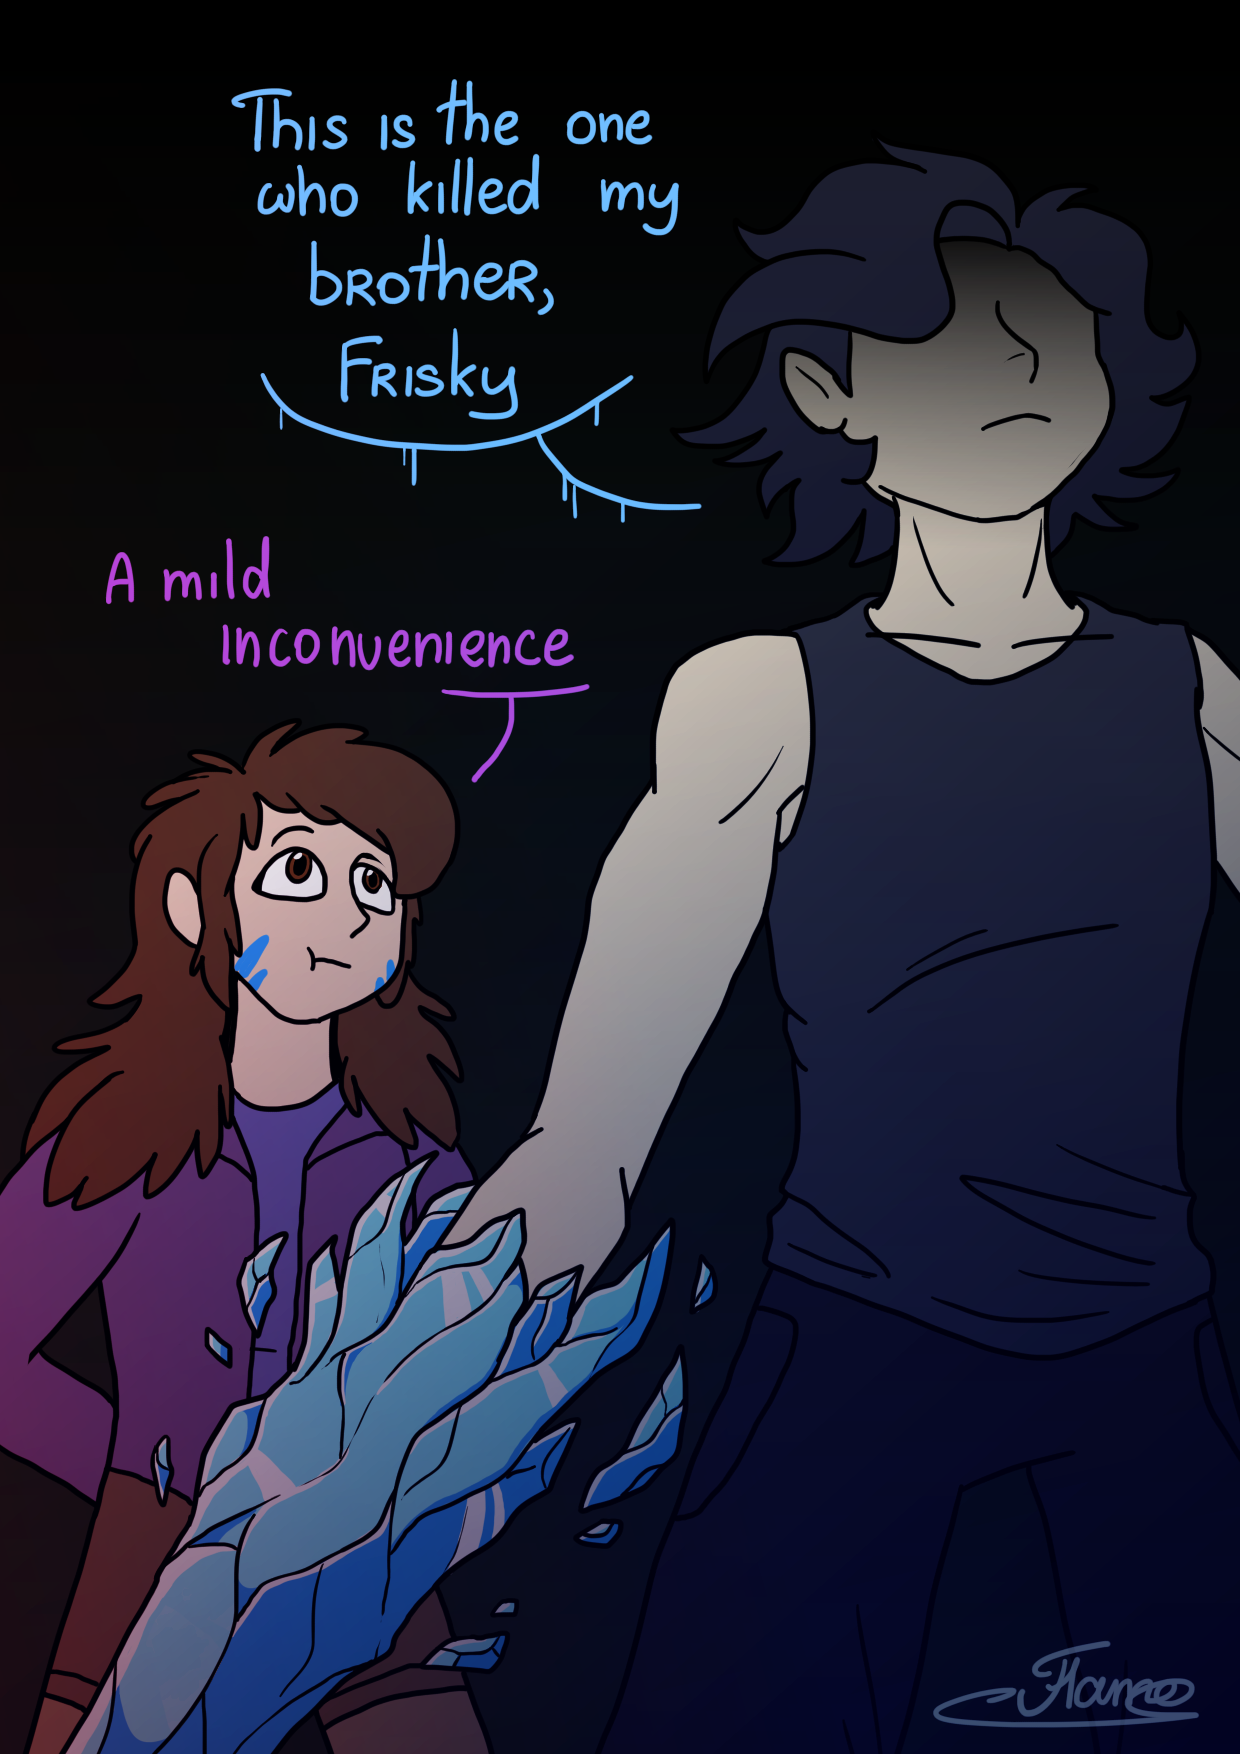 This is the one
who killed my
brother,
Frisky
A mild
inconvenience